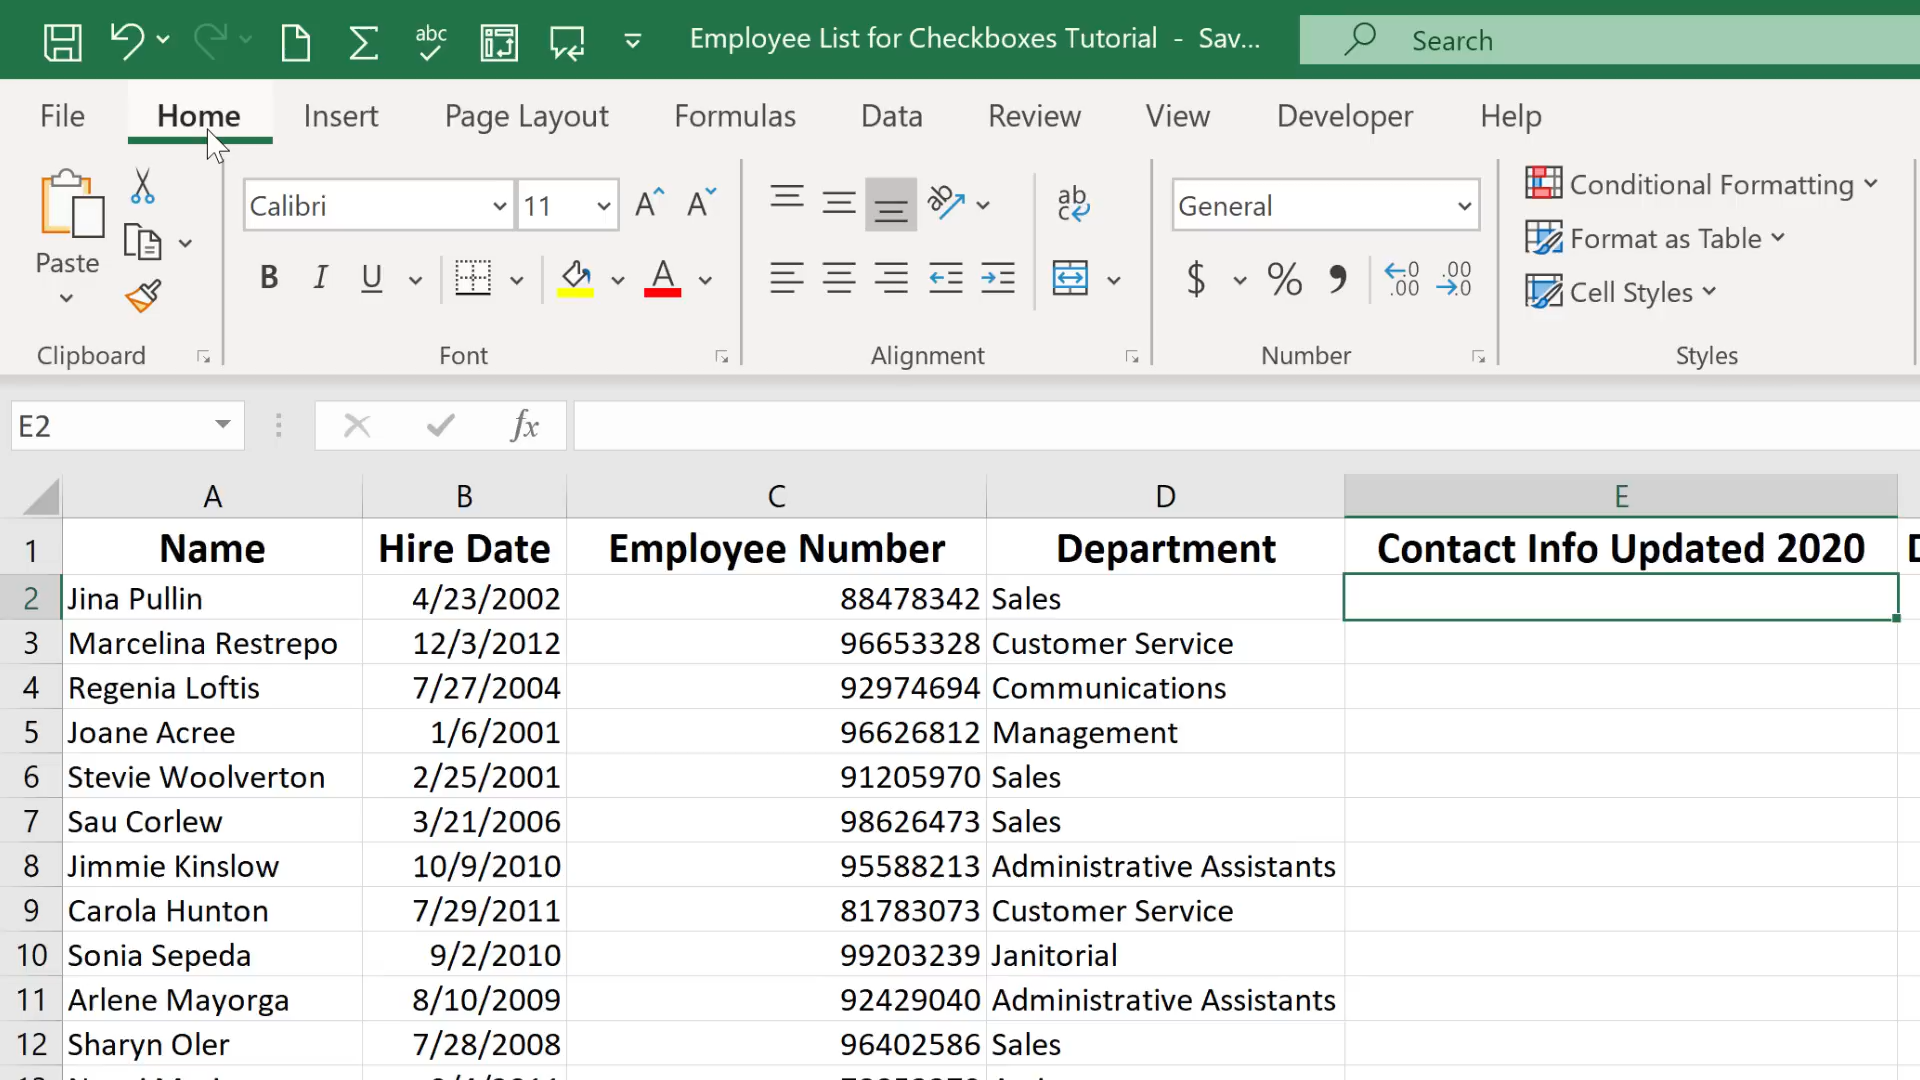 Employee List for Checkboxes Tutorial - Sav... Search
File Home Insert Page Layout Formulas Data Review View Developer Help
Paste
Calibri 11
General
Conditional Formatting
Format as Table
Cell Styles
B I U $ %
Clipboard Font Alignment Number Styles
E2 fx
A B C D E
1 Name Hire Date Employee Number Department Contact Info Updated 2020
2 Jina Pullin 4/23/2002 88478342 Sales
3 Marcelina Restrepo 12/3/2012 96653328 Customer Service
4 Regenia Loftis 7/27/2004 92974694 Communications
5 Joane Acree 1/6/2001 96626812 Management
6 Stevie Woolverton 2/25/2001 91205970 Sales
7 Sau Corlew 3/21/2006 98626473 Sales
8 Jimmie Kinslow 10/9/2010 95588213 Administrative Assistants
9 Carola Hunton 7/29/2011 81783073 Customer Service
10 Sonia Sepeda 9/2/2010 99203239 Janitorial
11 Arlene Mayorga 8/10/2009 92429040 Administrative Assistants
12 Sharyn Oler 7/28/2008 96402586 Sales